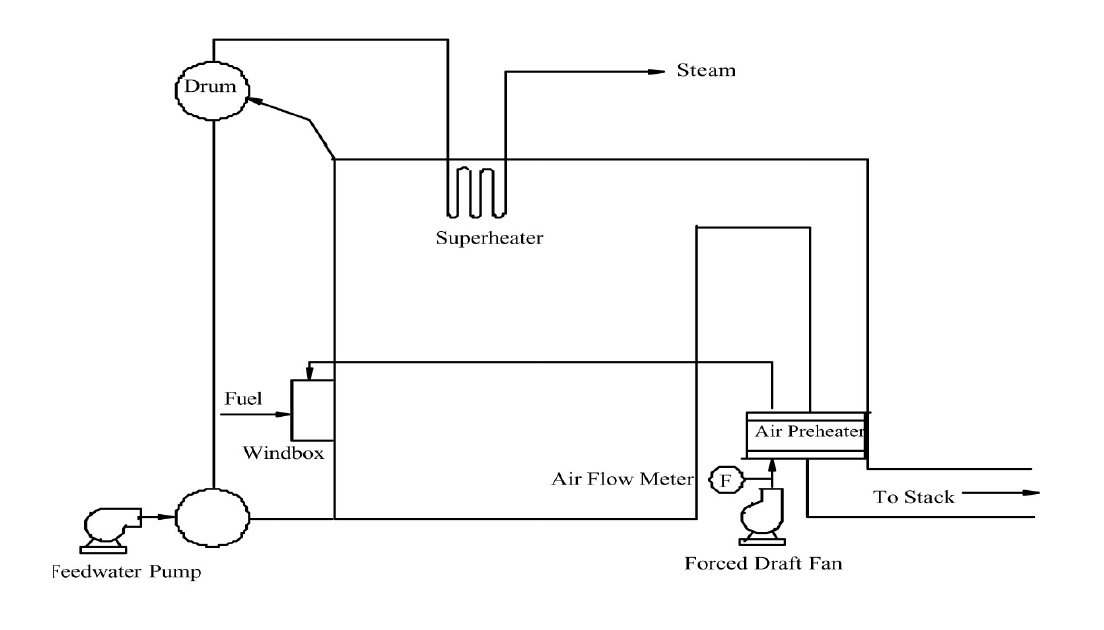 Drum
Steam
Superheater
Fuel
Windbox
Air Preheater
Air Flow Meter
F
To Stack
Feedwater Pump
Forced Draft Fan